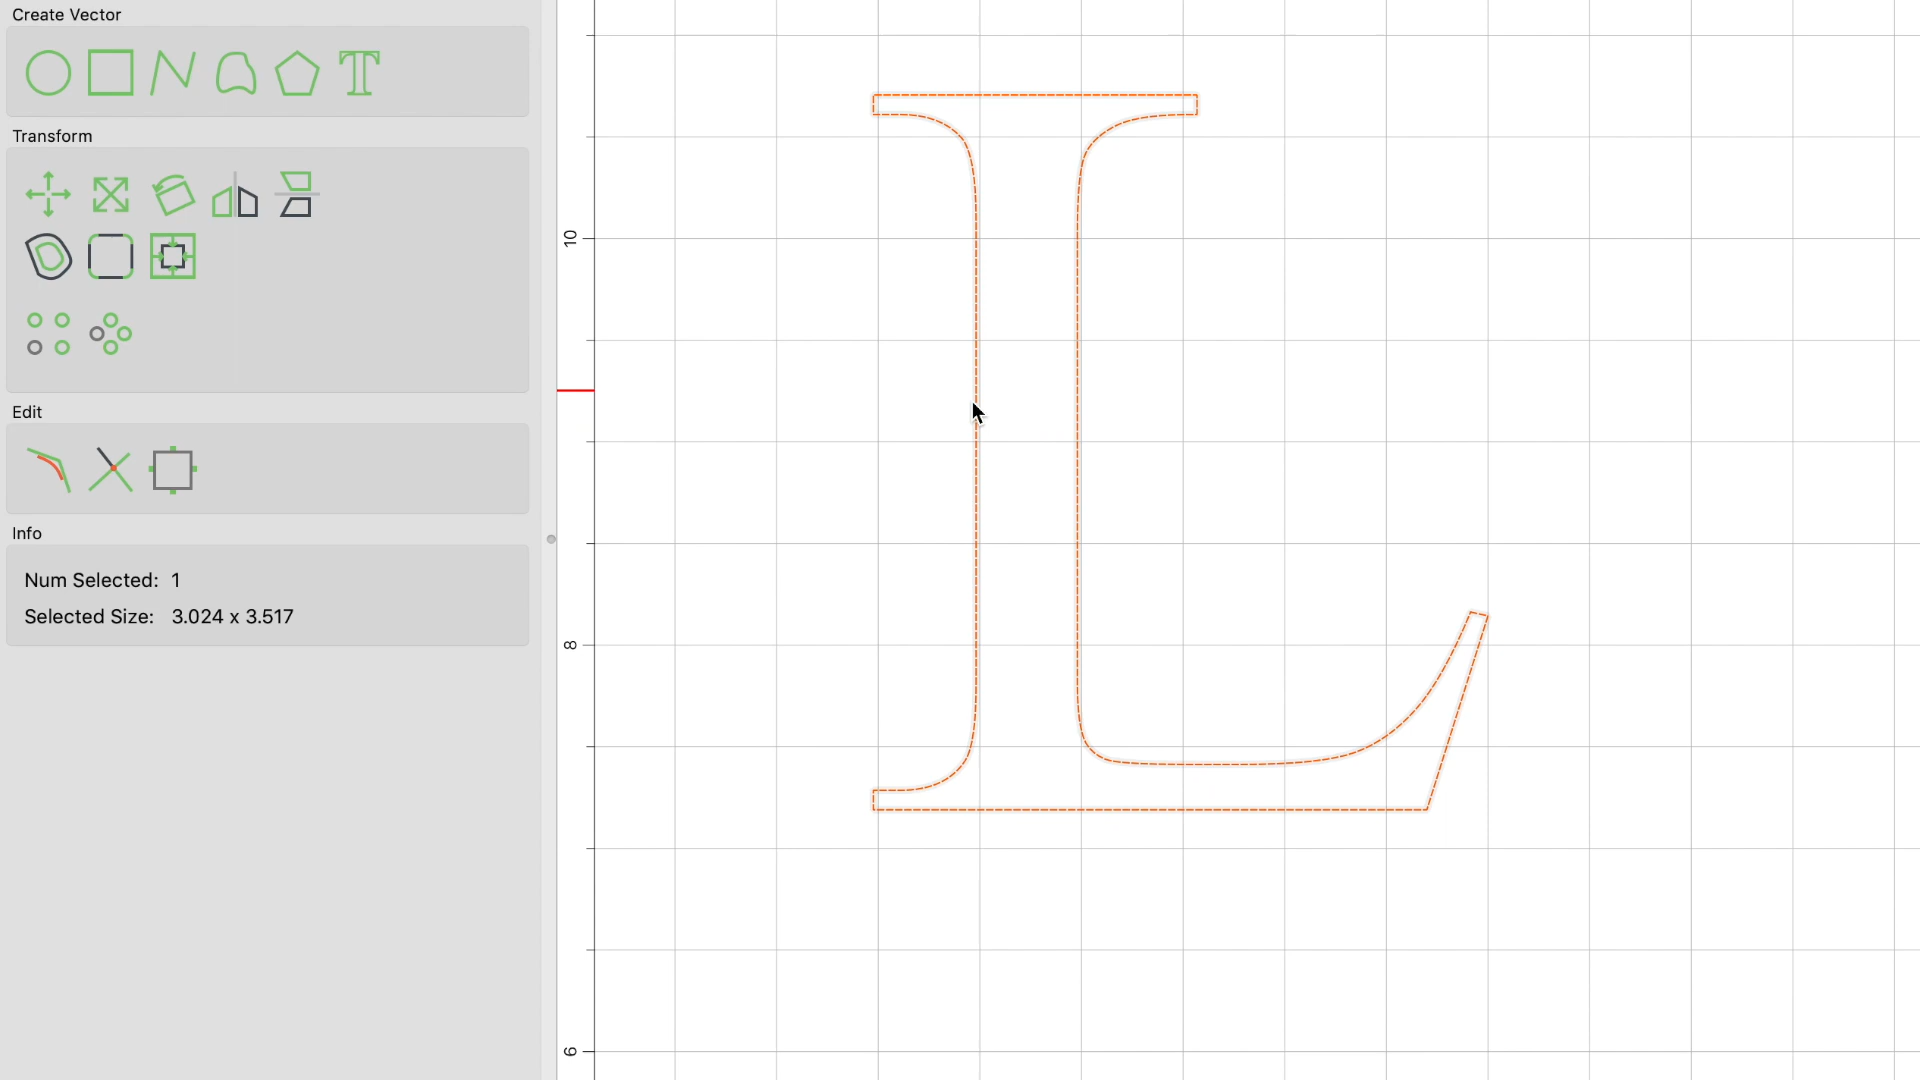 Create Vector
Transform
Edit
Info
Num Selected: 1
Selected Size: 3.024 x 3.517
10
8
6
L